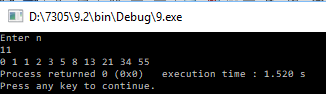 D:\7305\9.2\bin\Debug\9.exe
Enter n
11
0 1 1 2 3 5 8 13 21 34 55
Process returned 0 (0x0)   execution time : 1.520 s
Press any key to continue.